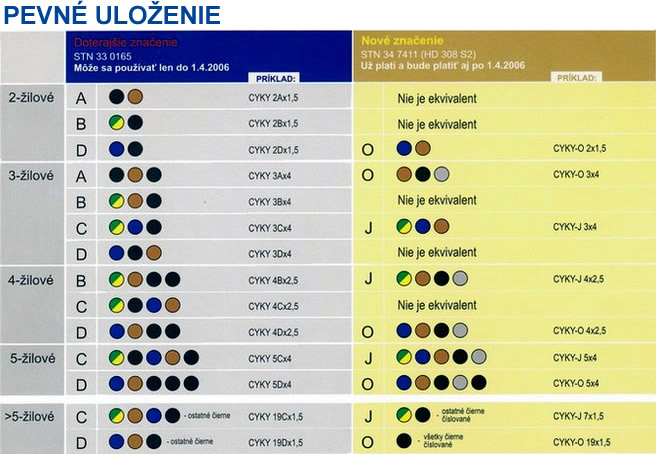 PEVNÉ ULOŽENIE
Doterajšie značenie
STN 33 0165
Môže sa používať len do 1.4.2006
PRÍKLAD:
Nové značenie
STN 34 7411 (HD 308 S2)
Už platí a bude platiť aj po 1.4.2006
PRÍKLAD:
2-žilové A CYKY 2Ax1,5 Nie je ekvivalent
B CYKY 2Bx1,5 Nie je ekvivalent
D CYKY 2Dx1,5 O CYKY-O 2x1,5
3-žilové A CYKY 3Ax4 O CYKY-O 3x4
B CYKY 3Bx4 Nie je ekvivalent
C CYKY 3Cx4 J CYKY-J 3x4
D CYKY 3Dx4 Nie je ekvivalent
4-žilové B CYKY 4Bx2,5 J CYKY-J 4x2,5
C CYKY 4Cx2,5 Nie je ekvivalent
D CYKY 4Dx2,5 O CYKY-O 4x2,5
5-žilové C CYKY 5Cx4 J CYKY-J 5x4
D CYKY 5Dx4 O CYKY-O 5x4
>5-žilové C - ostatné čierne CYKY 19Cx1,5 J - ostatné čierne číslované CYKY-J 7x1,5
D - ostatné čierne CYKY 19Dx1,5 O - všetky čierne číslované CYKY-O 19x1,5